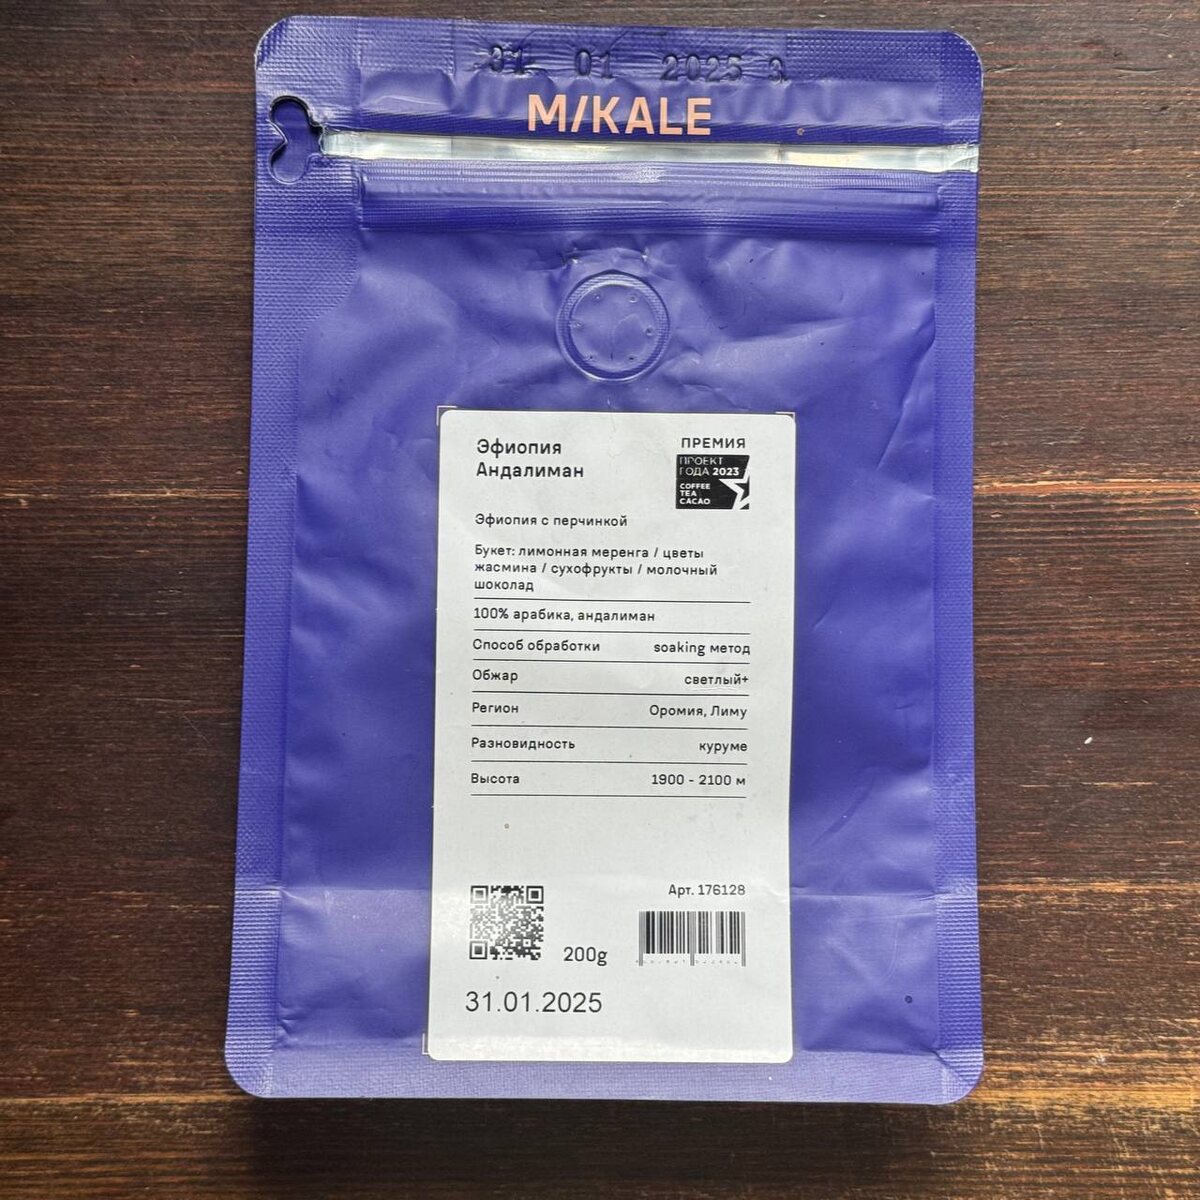 31 01 2025 9
M/KALE
Эфиопия
Андалиман
ПРЕМИЯ
ПРОЕКТ
ГОДА 2023
COFFEE
TEA
CACAO
Эфиопия с перчинкой
Букет: лимонная меренга / цветы
жасмина / сухофрукты / молочный
шоколад
100% арабика, андалиман
Способ обработки soaking метод
Обжар светлый+
Регион Оромия, Лиму
Разновидность куруме
Высота 1900 - 2100 м
Арт. 176128
200g
31.01.2025